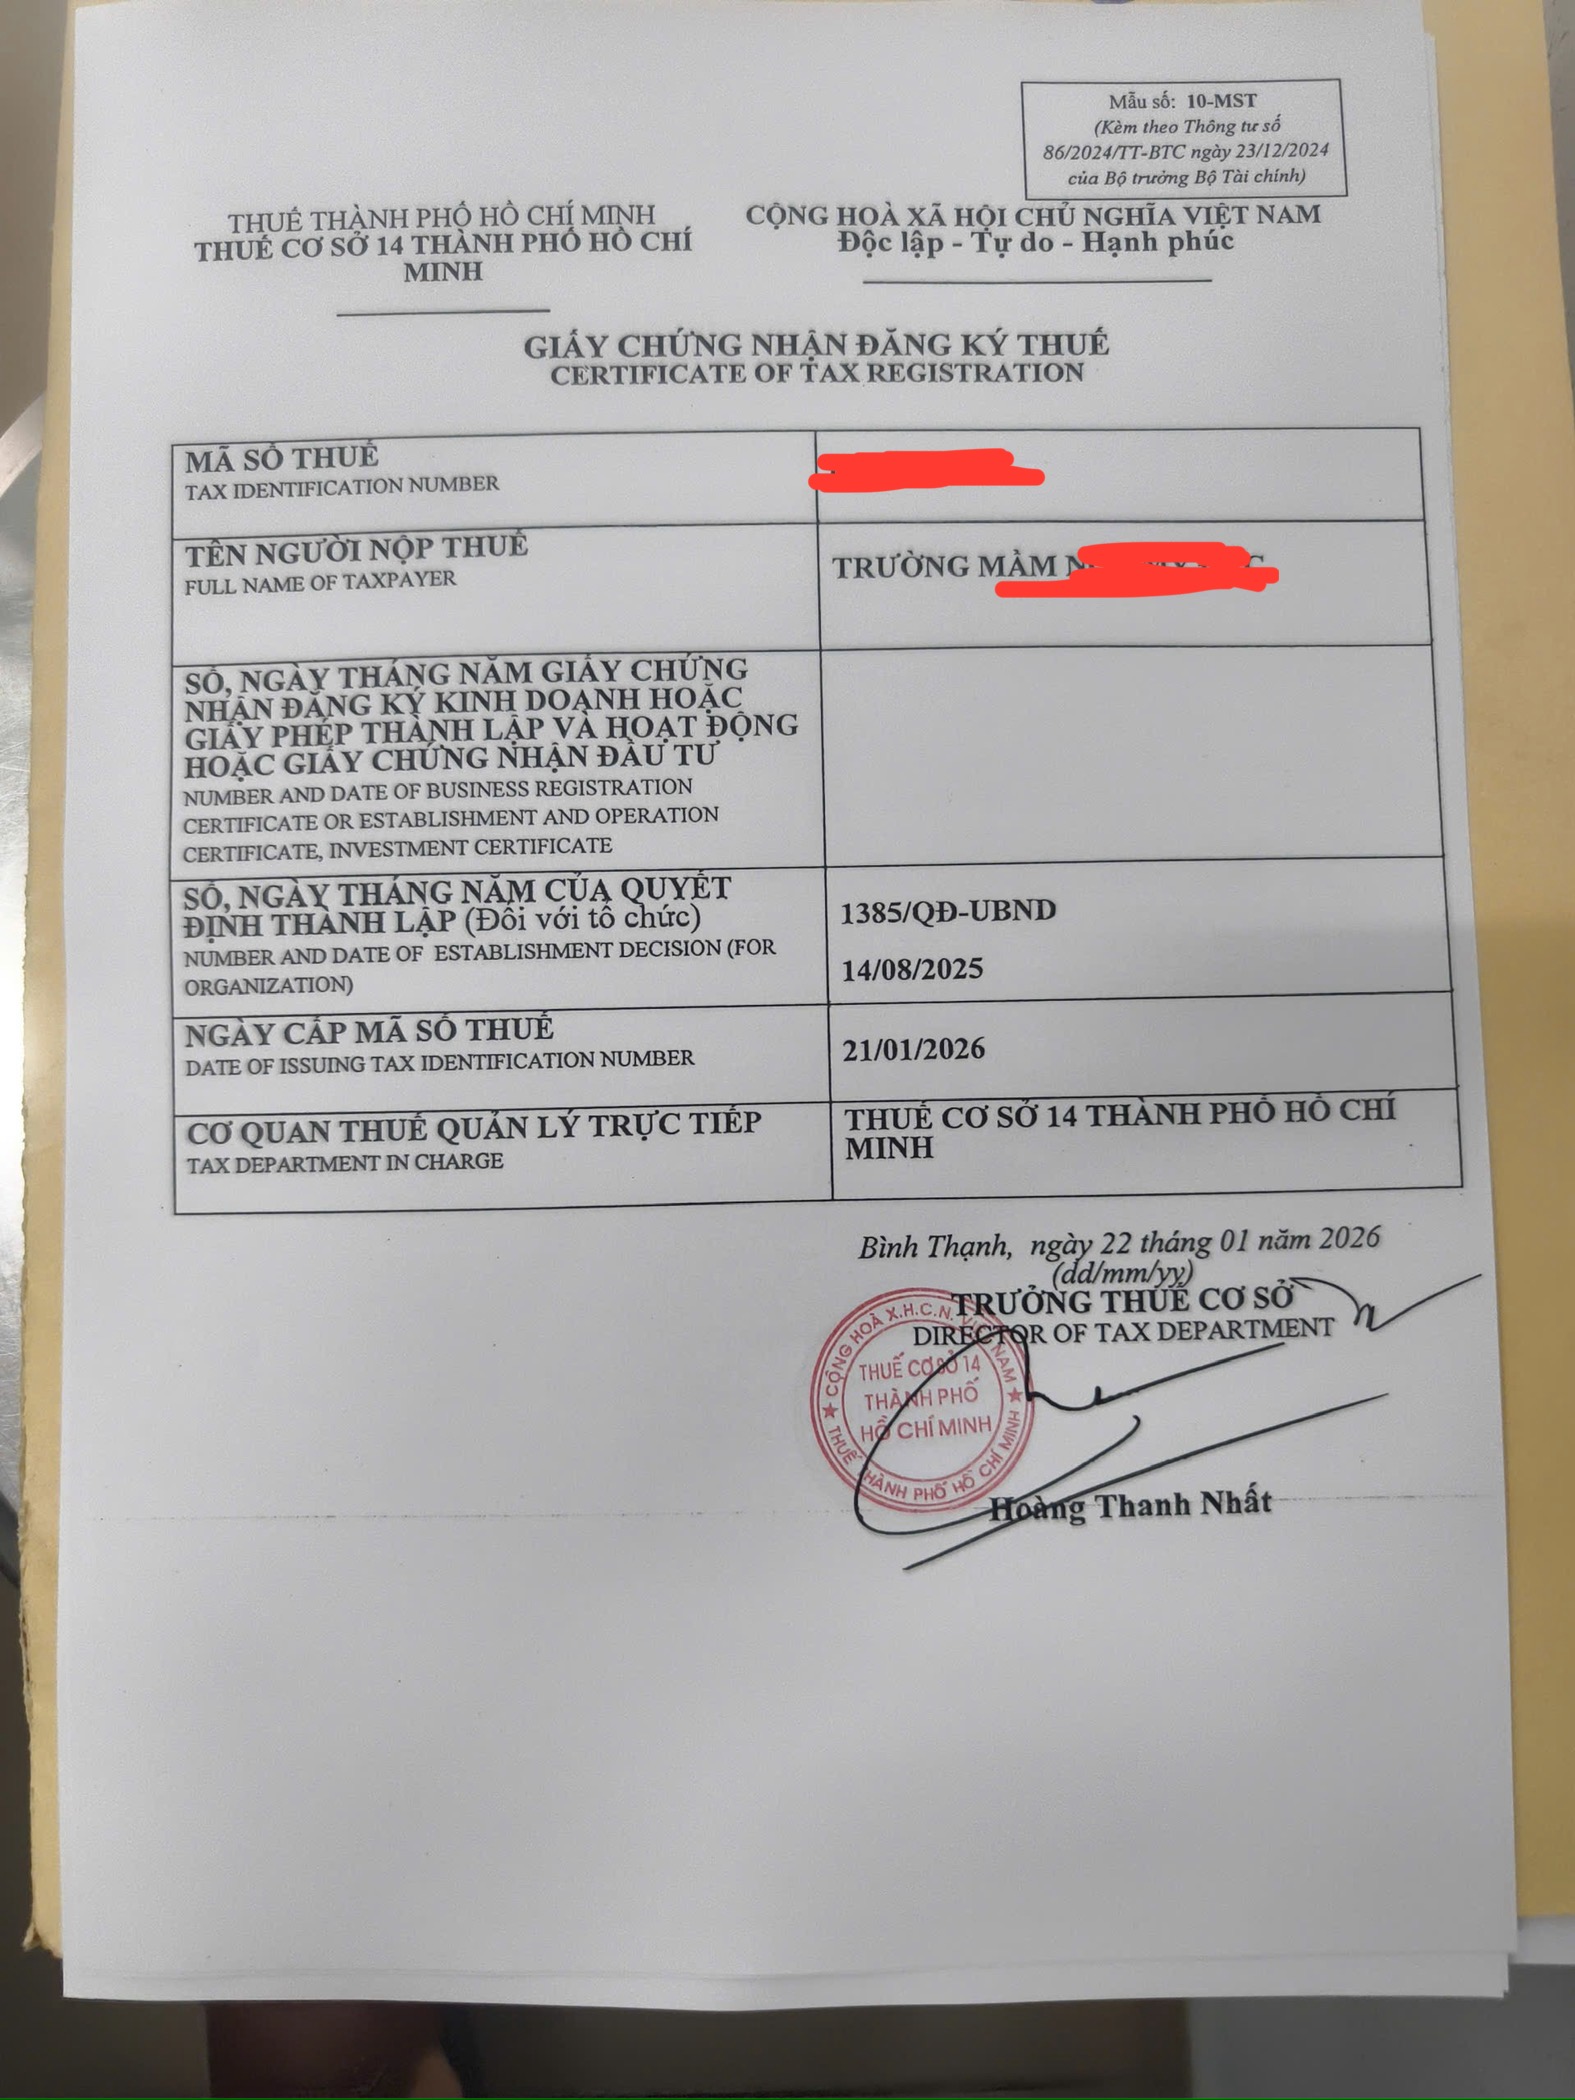 Mẫu số: 10-MST
(Kèm theo Thông tư số
86/2024/TT-BTC ngày 23/12/2024
của Bộ trưởng Bộ Tài chính)
THUẾ THÀNH PHỐ HỒ CHÍ MINH
THUẾ CƠ SỞ 14 THÀNH PHỐ HỒ CHÍ
MINH
CỘNG HOÀ XÃ HỘI CHỦ NGHĨA VIỆT NAM
Độc lập - Tự do - Hạnh phúc
GIẤY CHỨNG NHẬN ĐĂNG KÝ THUẾ
CERTIFICATE OF TAX REGISTRATION
MÃ SỐ THUẾ
TAX IDENTIFICATION NUMBER
TÊN NGƯỜI NỘP THUẾ
FULL NAME OF TAXPAYER
TRƯỜNG MẦM
SỐ, NGÀY THÁNG NĂM GIẤY CHỨNG
NHẬN ĐĂNG KÝ KINH DOANH HOẶC
GIẤY PHÉP THÀNH LẬP VÀ HOẠT ĐỘNG
HOẶC GIẤY CHỨNG NHẬN ĐẦU TƯ
NUMBER AND DATE OF BUSINESS REGISTRATION
CERTIFICATE OR ESTABLISHMENT AND OPERATION
CERTIFICATE, INVESTMENT CERTIFICATE
SỐ, NGÀY THÁNG NĂM CỦA QUYẾT
ĐỊNH THÀNH LẬP (Đối với tổ chức)
NUMBER AND DATE OF ESTABLISHMENT DECISION (FOR
ORGANIZATION)
1385/QĐ-UBND
14/08/2025
NGÀY CẤP MÃ SỐ THUẾ
DATE OF ISSUING TAX IDENTIFICATION NUMBER
21/01/2026
CƠ QUAN THUẾ QUẢN LÝ TRỰC TIẾP
TAX DEPARTMENT IN CHARGE
THUẾ CƠ SỞ 14 THÀNH PHỐ HỒ CHÍ
MINH
Bình Thạnh, ngày 22 tháng 01 năm 2026
(dd/mm/yy)
TRƯỞNG THUẾ CƠ SỞ
DIRECTOR OF TAX DEPARTMENT
CỘNG HOÀ X.H.C.N. VIỆT NAM
THUẾ CƠ SỞ 14
THÀNH PHỐ
HỒ CHÍ MINH
THUẾ THÀNH PHỐ HỒ CHÍ MINH
Hoàng Thanh Nhất